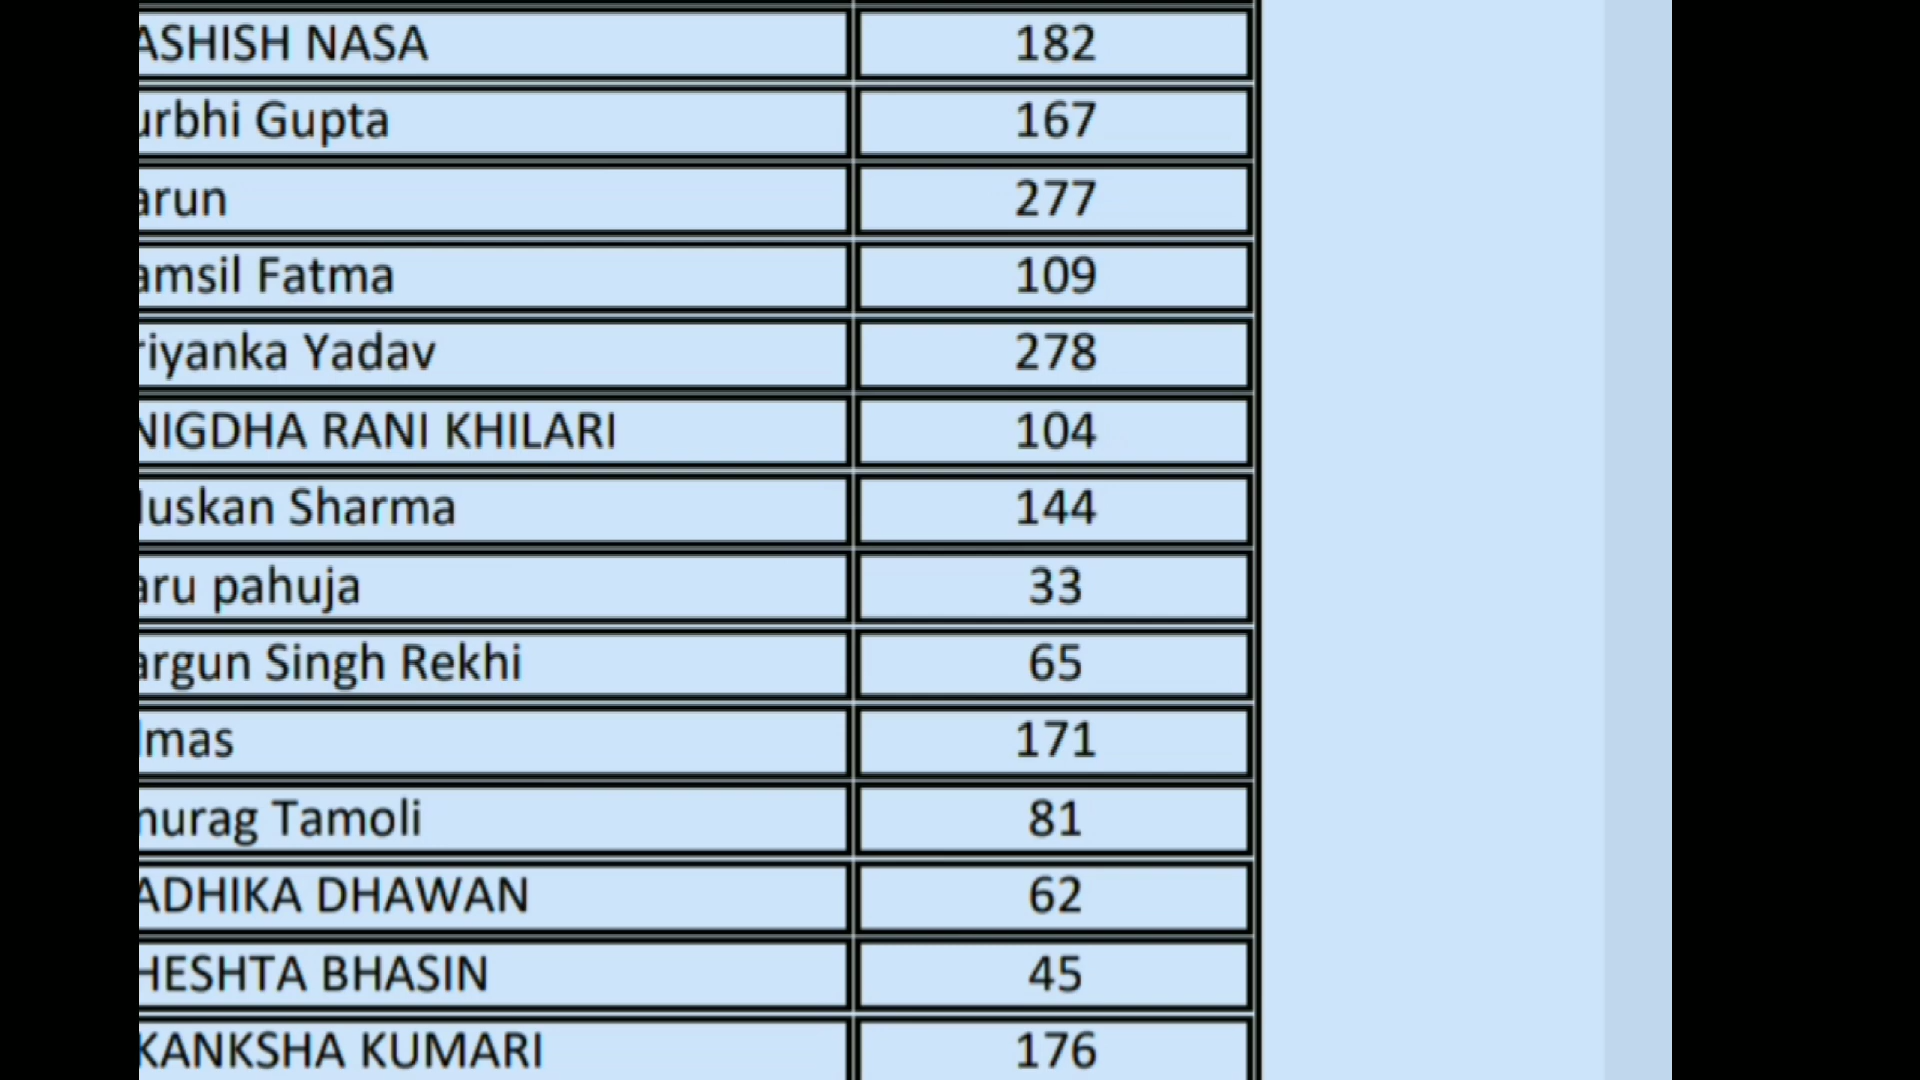 ASHISH NASA 182
urbhi Gupta 167
arun 277
amsil Fatma 109
riyanka Yadav 278
NIGDHA RANI KHILARI 104
uskan Sharma 144
aru pahuja 33
argun Singh Rekhi 65
lmas 171
nurag Tamoli 81
ADHIKA DHAWAN 62
HESHTA BHASIN 45
KANKSHA KUMARI 176